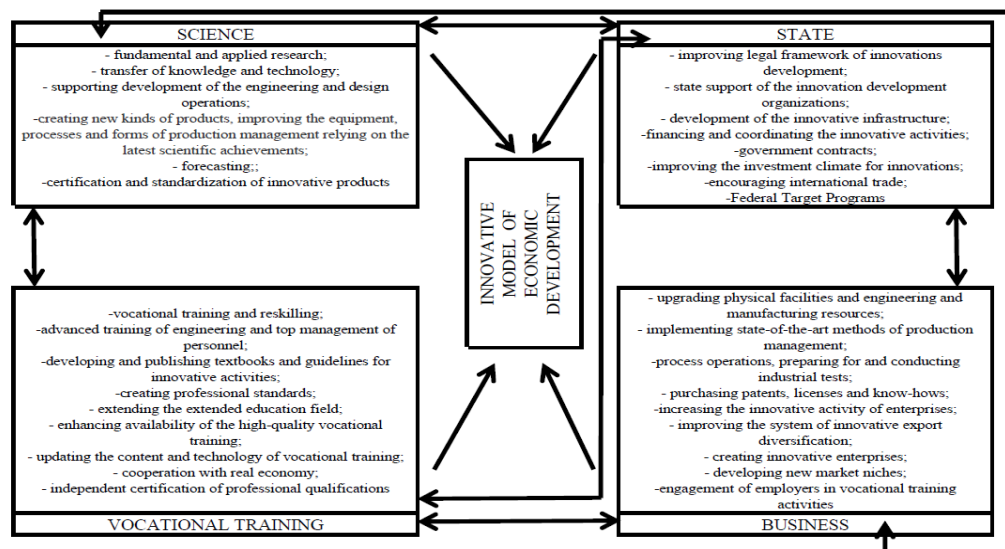 SCIENCE
- fundamental and applied research;
- transfer of knowledge and technology;
- supporting development of the engineering and design
operations;
-creating new kinds of products, improving the equipment,
processes and forms of production management relying on the
latest scientific achievements;
- forecasting;;
-certification and standardization of innovative products
STATE
- improving legal framework of innovations
development;
- state support of the innovation development
organizations;
- development of the innovative infrastructure;
-financing and coordinating the innovative activities;
-government contracts;
-improving the investment climate for innovations;
-encouraging international trade;
-Federal Target Programs
INNOVATIVE
MODEL OF
ECONOMIC
DEVELOPMENT
-vocational training and reskilling;
-advanced training of engineering and top management of
personnel;
-developing and publishing textbooks and guidelines for
innovative activities;
-creating professional standards;
- extending the extended education field;
- enhancing availability of the high-quality vocational
training;
- updating the content and technology of vocational training;
- cooperation with real economy;
- independent certification of professional qualifications
VOCATIONAL TRAINING
- upgrading physical facilities and engineering and
manufacturing resources;
- implementing state-of-the-art methods of production
management;
-process operations, preparing for and conducting
industrial tests;
- purchasing patents, licenses and know-hows;
-increasing the innovative activity of enterprises;
- improving the system of innovative export
diversification;
- creating innovative enterprises;
- developing new market niches;
-engagement of employers in vocational training
activities
BUSINESS